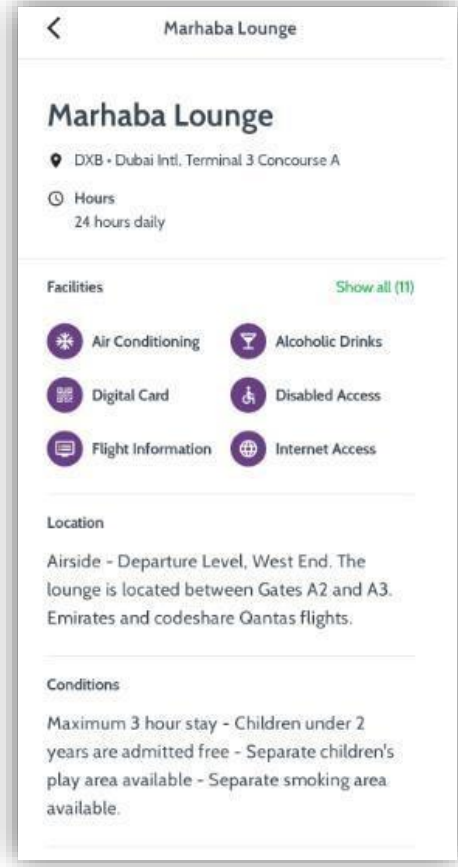 Marhaba Lounge
Marhaba Lounge
DXB • Dubai Intl, Terminal 3 Concourse A
Hours
24 hours daily
Facilities
Show all (11)
Air Conditioning
Alcoholic Drinks
Digital Card
Disabled Access
Flight Information
Internet Access
Location
Airside - Departure Level, West End. The
lounge is located between Gates A2 and A3.
Emirates and codeshare Qantas flights.
Conditions
Maximum 3 hour stay - Children under 2
years are admitted free - Separate children's
play area available - Separate smoking area
available.